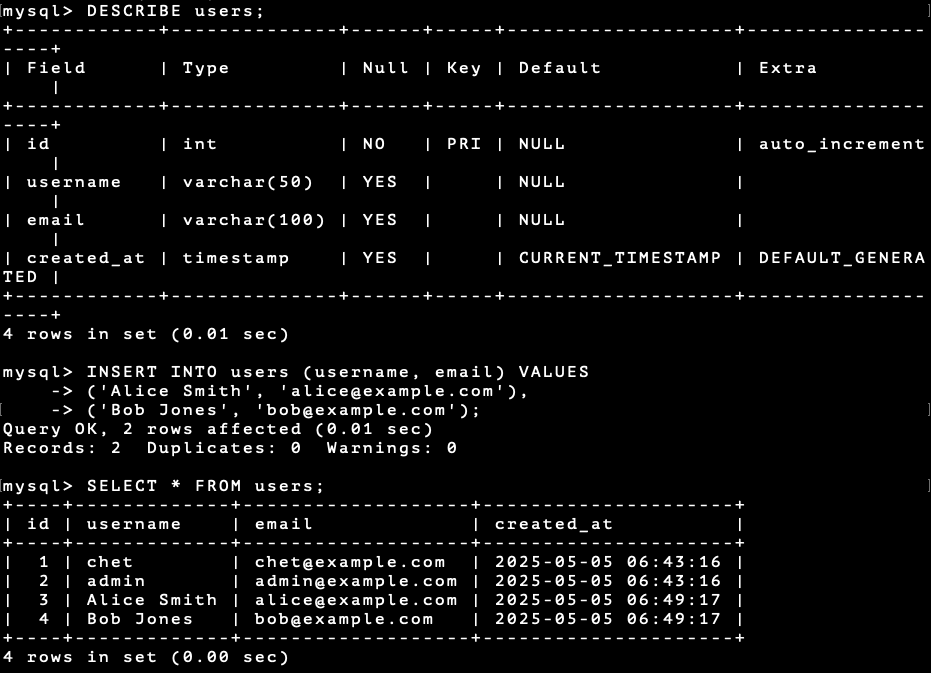 mysql> DESCRIBE users;
+------------+--------------+------+-----+-------------------+---------------
----+
| Field      | Type         | Null | Key | Default           | Extra
    |
+------------+--------------+------+-----+-------------------+---------------
----+
| id         | int          | NO   | PRI | NULL              | auto_increment
    |
| username   | varchar(50)  | YES  |     | NULL              |
    |
| email      | varchar(100) | YES  |     | NULL              |
    |
| created_at | timestamp    | YES  |     | CURRENT_TIMESTAMP | DEFAULT_GENERA
TED |
+------------+--------------+------+-----+-------------------+---------------
----+
4 rows in set (0.01 sec)

mysql> INSERT INTO users (username, email) VALUES
    -> ('Alice Smith', 'alice@example.com'),
    -> ('Bob Jones', 'bob@example.com');
Query OK, 2 rows affected (0.01 sec)
Records: 2  Duplicates: 0  Warnings: 0

mysql> SELECT * FROM users;
+----+-------------+-------------------+---------------------+
| id | username    | email             | created_at          |
+----+-------------+-------------------+---------------------+
|  1 | chet        | chet@example.com  | 2025-05-05 06:43:16 |
|  2 | admin       | admin@example.com | 2025-05-05 06:43:16 |
|  3 | Alice Smith | alice@example.com | 2025-05-05 06:49:17 |
|  4 | Bob Jones   | bob@example.com   | 2025-05-05 06:49:17 |
+----+-------------+-------------------+---------------------+
4 rows in set (0.00 sec)